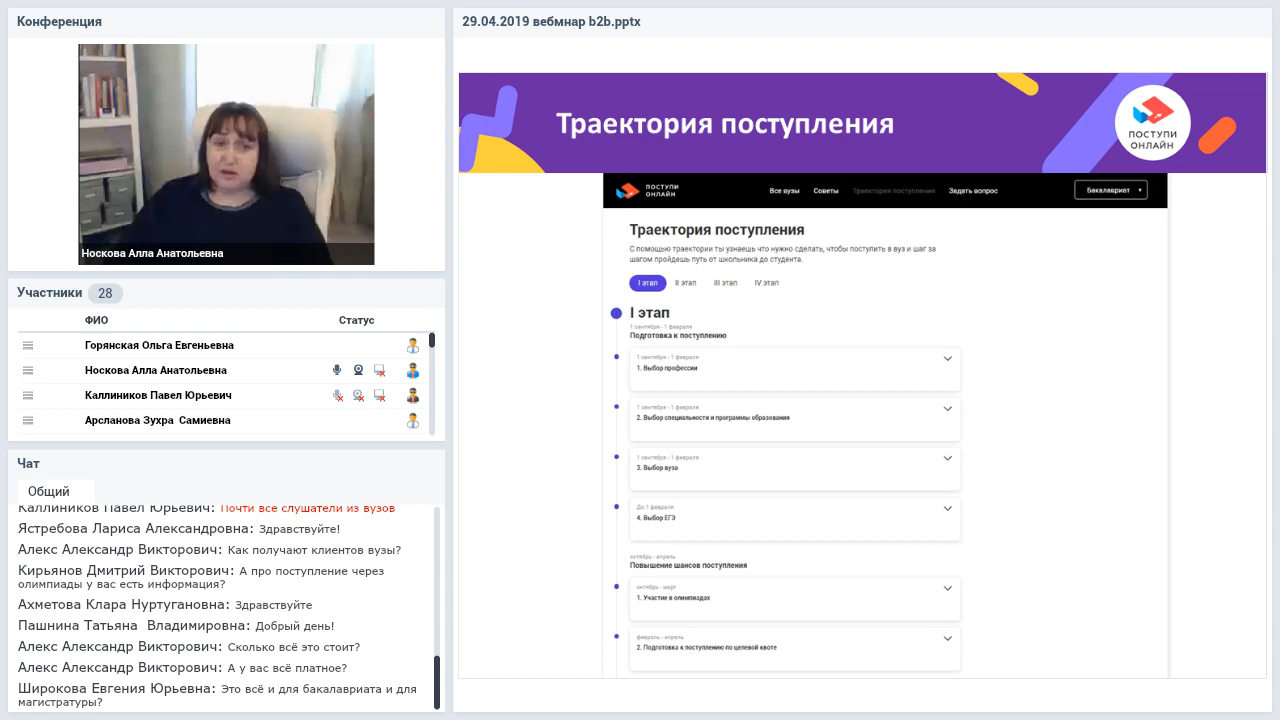 Конференция
Носкова Алла Анатольевна
Участники 28
ФИО Статус
Горянская Ольга Евгеньевна
Носкова Алла Анатольевна
Каллиников Павел Юрьевич
Арсланова Зухра Самиевна
Чат
Общий
Каллиников Павел Юрьевич: Почти все слушатели из вузов
Ястребова Лариса Александровна: Здравствуйте!
Алекс Александр Викторович: Как получают клиентов вузы?
Кирьянов Дмитрий Викторович: А про поступление через
олимпиады у вас есть информация?
Ахметова Клара Нуртугановна: Здравствуйте
Пашнина Татьяна Владимировна: Добрый день!
Алекс Александр Викторович: Сколько всё это стоит?
Алекс Александр Викторович: А у вас всё платное?
Широкова Евгения Юрьевна: Это всё и для бакалавриата и для
магистратуры?
29.04.2019 вебмнар b2b.pptx
Траектория поступления
ПОСТУПИ
ОНЛАЙН
ПОСТУПИ
ОНЛАЙН
Все вузы Советы Траектория поступления Задать вопрос Бакалавриат
Траектория поступления
С помощью траектории ты узнаешь что нужно сделать, чтобы поступить в вуз и шаг за
шагом пройдешь путь от школьника до студента.
I этап II этап III этап IV этап
I этап
1 сентября - 1 февраля
Подготовка к поступлению
1 сентября - 1 февраля
1. Выбор профессии
1 сентября - 1 февраля
2. Выбор специальности и программы образования
1 сентября - 1 февраля
3. Выбор вуза
До 1 февраля
4. Выбор ЕГЭ
октябрь - апрель
Повышение шансов поступления
октябрь - март
1. Участие в олимпиадах
февраль - апрель
2. Подготовка к поступлению по целевой квоте